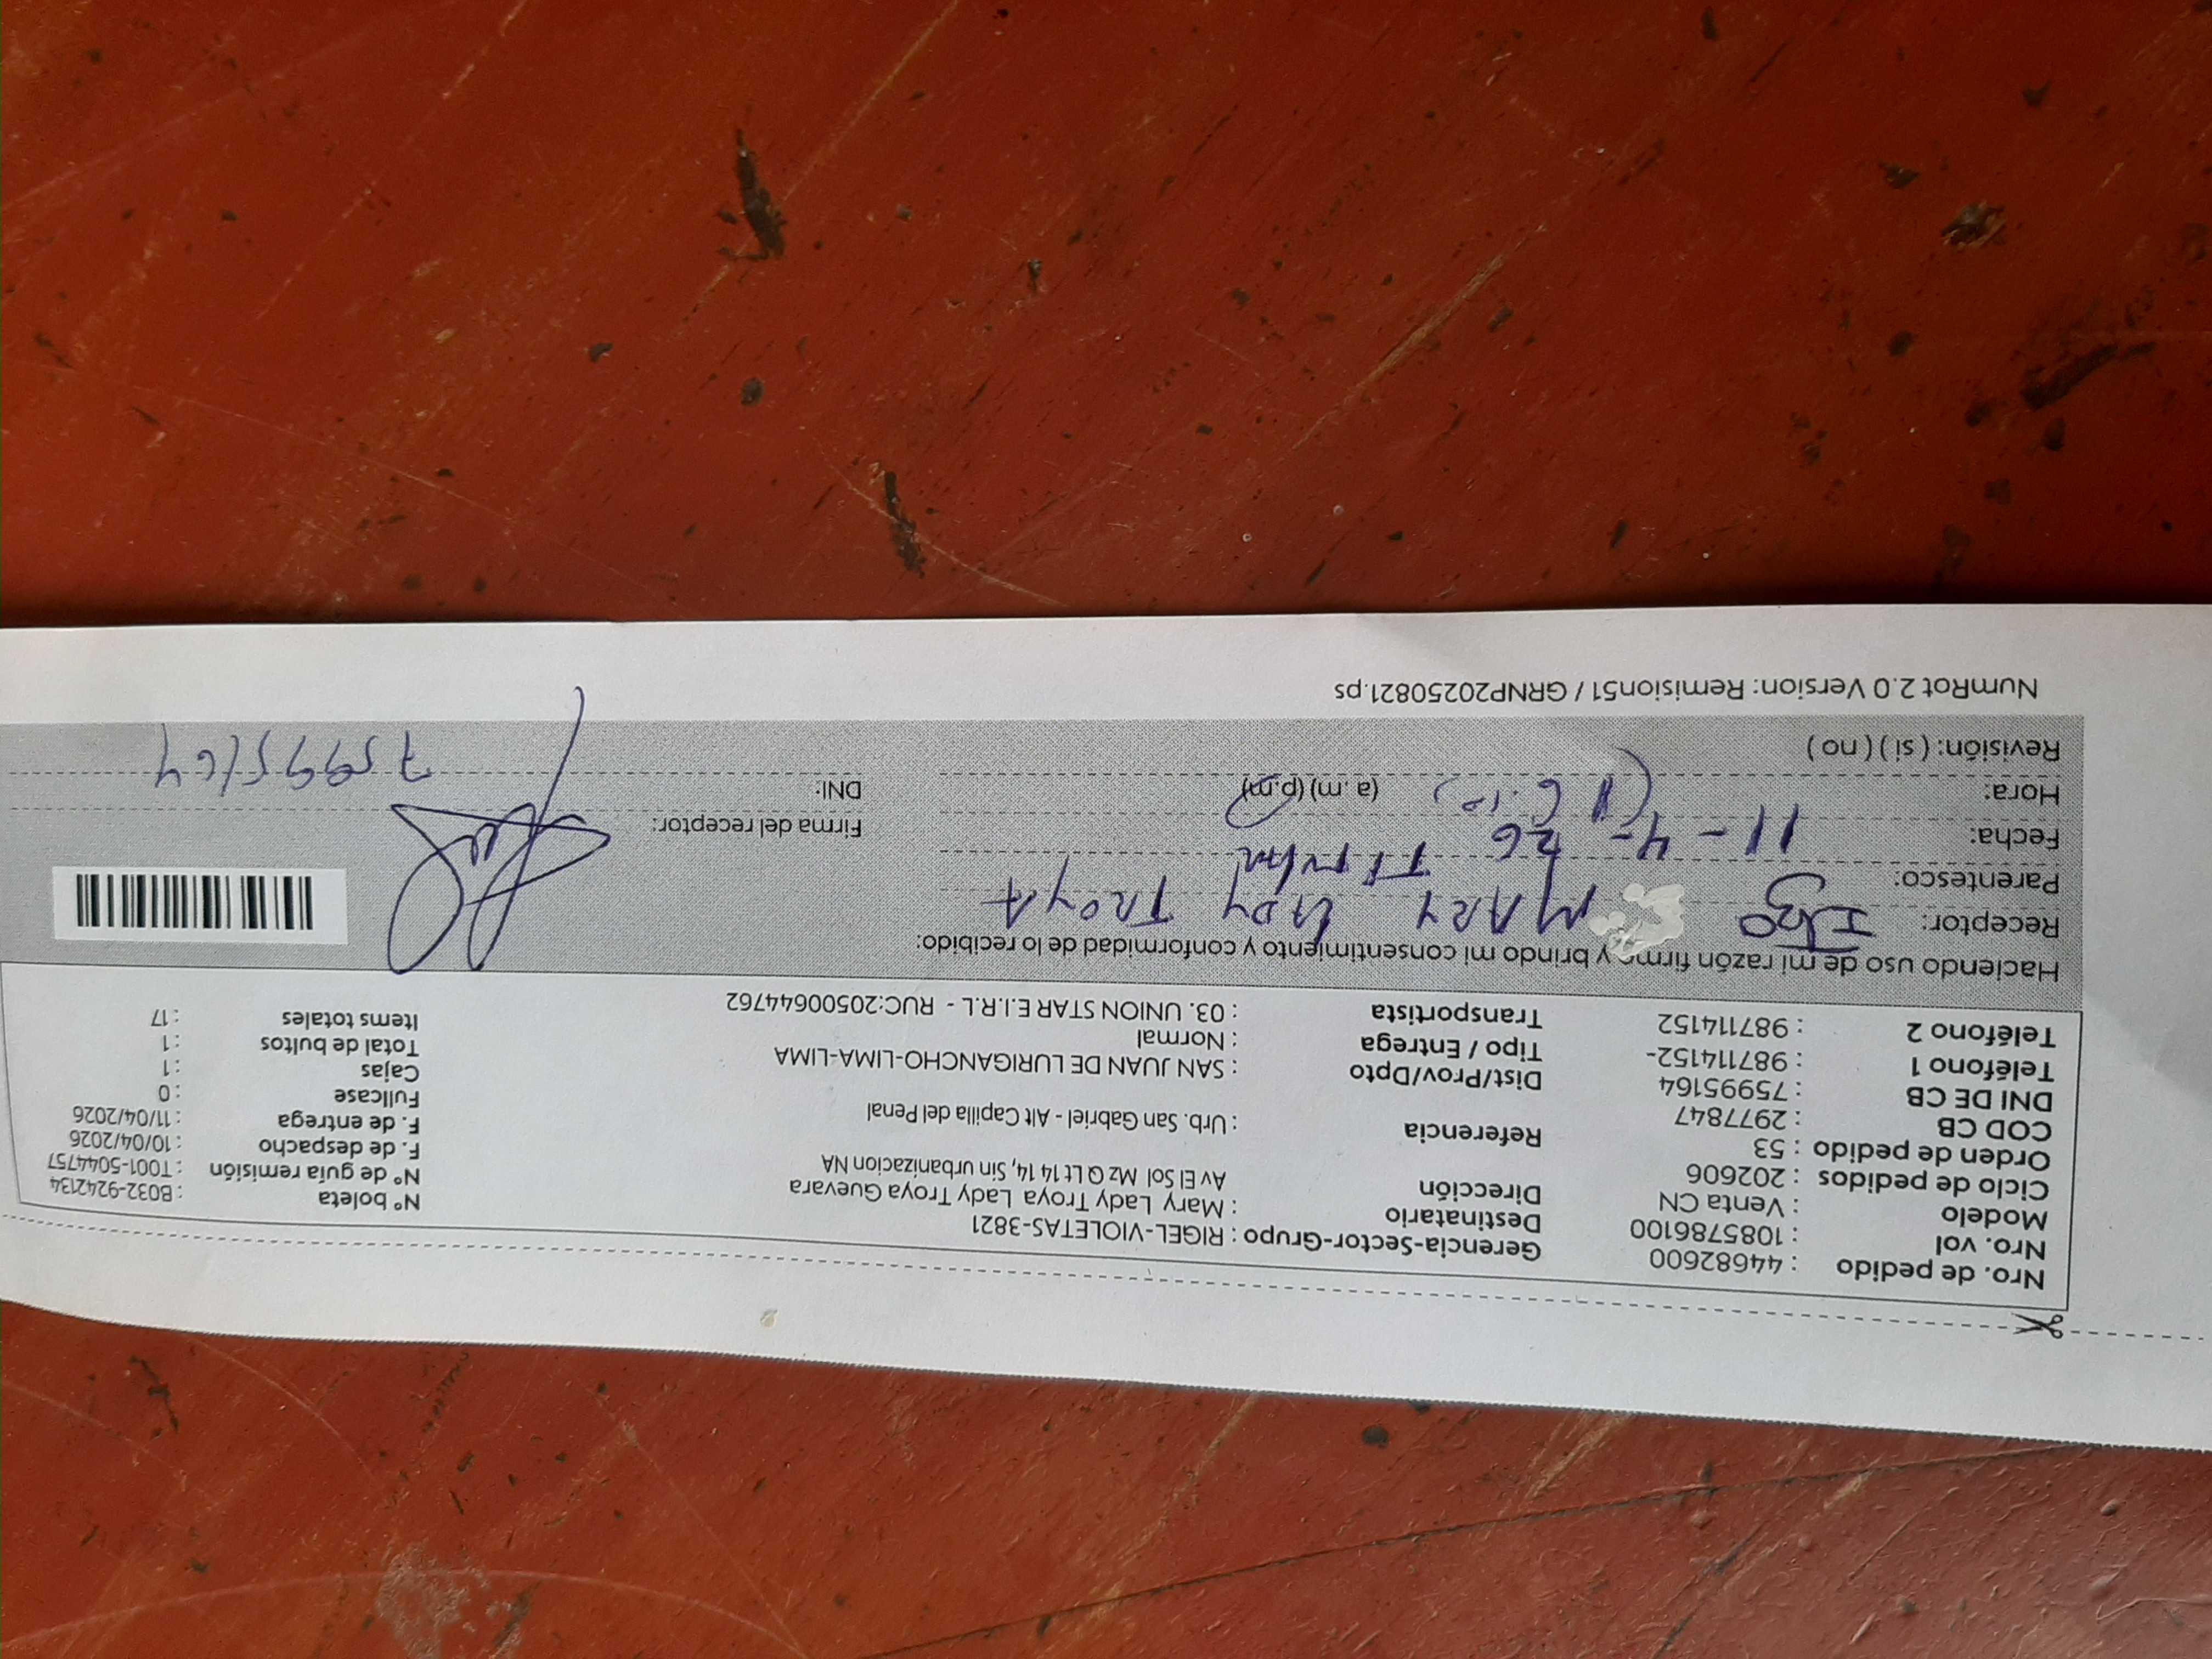 Nro. de pedido : 44682600
Nro. vol : 1085786100
Modelo : Venta CN
Ciclo de pedidos : 202606
Orden de pedido : 53
COD CB : 2977847
DNI DE CB : 75995164
Teléfono 1 : 987114152-
Teléfono 2 : 987114152
Gerencia-Sector-Grupo : RIGEL-VIOLETAS-3821
Destinatario : Mary Lady Troya Lady Troya Guevara
Dirección Av El Sol Mz Q Lt 14 14, Sin urbanizacion NA
Referencia : Urb. San Gabriel - Alt Capilla del Penal
Dist/Prov/Dpto : SAN JUAN DE LURIGANCHO-LIMA-LIMA
Tipo / Entrega : Normal
Transportista : 03. UNION STAR E.I.R.L - RUC:20500644762
N° boleta : B032-9242134
N° de guía remisión : T001-5044757
F. de despacho : 10/04/2026
F. de entrega : 11/04/2026
Fullcase : 0
Cajas : 1
Total de bultos : 1
Items totales : 17
Haciendo uso de mi razón firmo y brindo mi consentimiento y conformidad de lo recibido:
Receptor: MARY LADY TROYA
Parentesco: Titular
Fecha: 11-4-26
Hora: (a.m) (p.m)
Revisión: ( si ) ( no )
Firma del receptor:
DNI: 75995164
NumRot 2.0 Version: Remision51 / GRNP20250821.ps